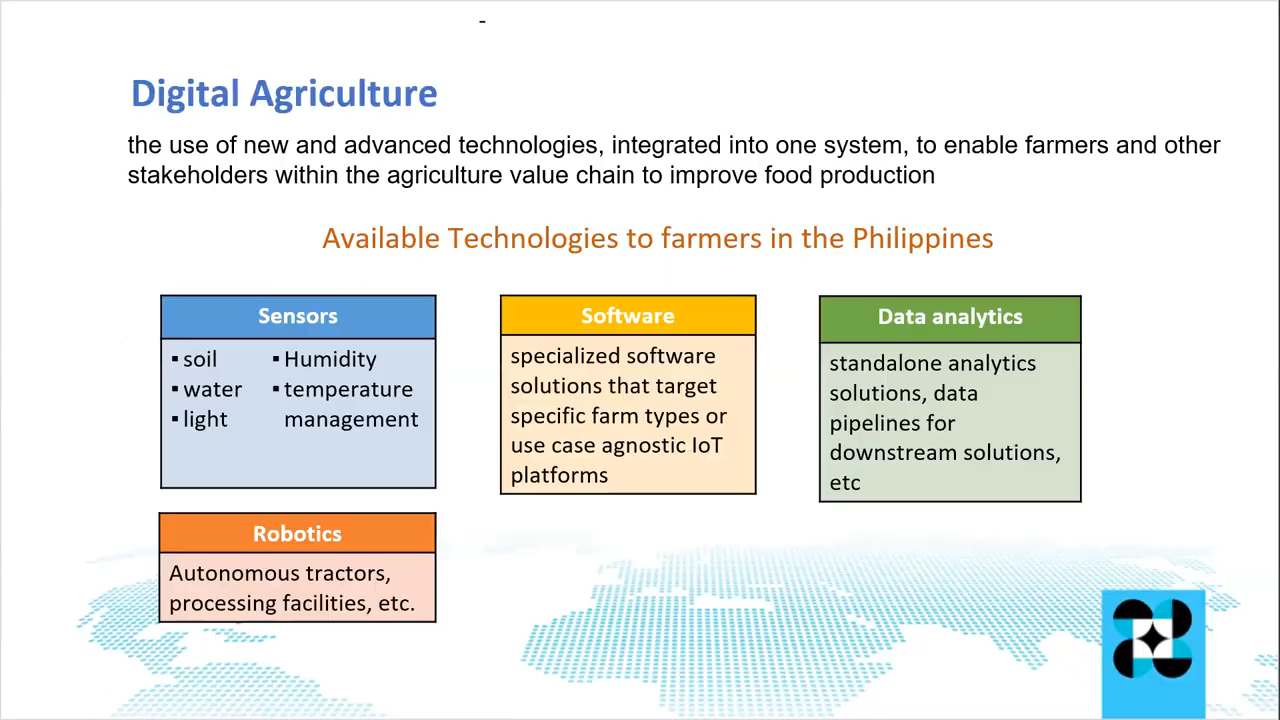 -
Digital Agriculture
the use of new and advanced technologies, integrated into one system, to enable farmers and other
stakeholders within the agriculture value chain to improve food production
Available Technologies to farmers in the Philippines
Sensors
▪ soil
▪ water
▪ light
▪ Humidity
▪ temperature
management
Software
specialized software
solutions that target
specific farm types or
use case agnostic IoT
platforms
Data analytics
standalone analytics
solutions, data
pipelines for
downstream solutions,
etc
Robotics
Autonomous tractors,
processing facilities, etc.